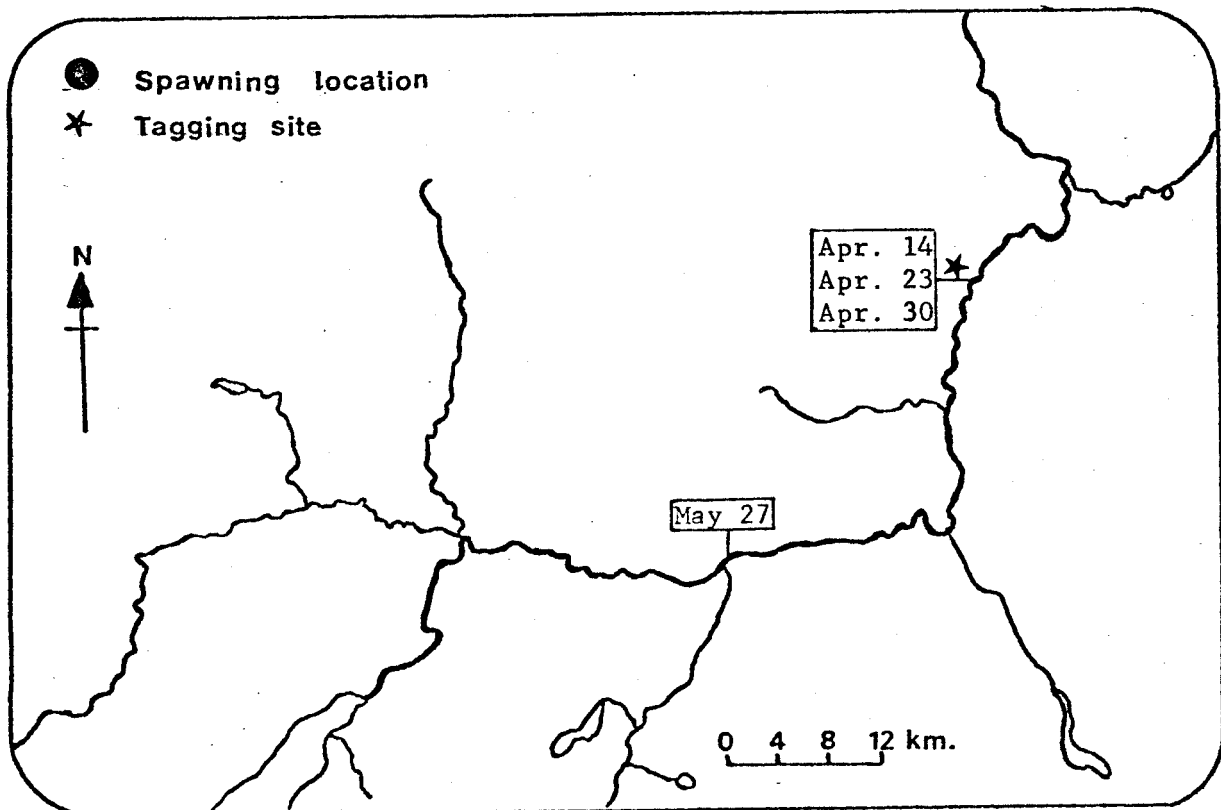 Spawning location
Tagging site
N
Apr. 14
Apr. 23
Apr. 30
May 27
0 4 8 12 km.